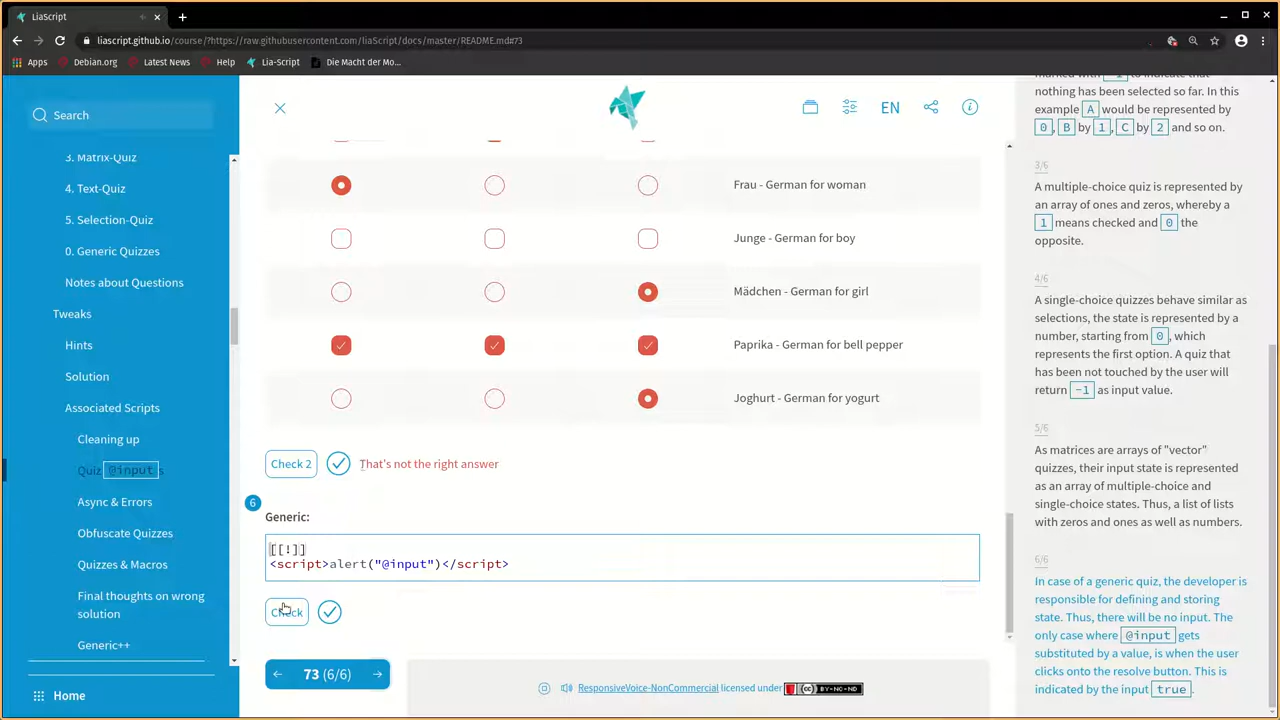 LiaScript
liascript.github.io/course/?https://raw.githubusercontent.com/liaScript/docs/master/README.md#73
Apps
Debian.org
Latest News
Help
Lia-Script
Die Macht der Mo...
Search
3. Matrix-Quiz
4. Text-Quiz
5. Selection-Quiz
0. Generic Quizzes
Notes about Questions
Tweaks
Hints
Solution
Associated Scripts
Cleaning up
Quiz @input s
Async & Errors
Obfuscate Quizzes
Quizzes & Macros
Final thoughts on wrong
solution
Generic++
Home
EN
Frau - German for woman
Junge - German for boy
Mädchen - German for girl
Paprika - German for bell pepper
Joghurt - German for yogurt
Check 2
That's not the right answer
6
Generic:
[[!]]
<script>alert("@input")</script>
Check
73 (6/6)
ResponsiveVoice-NonCommercial licensed under
cc BY-NC-ND
marked with -1 to indicate that
nothing has been selected so far. In this
example A would be represented by
0, B by 1, C by 2 and so on.
3/6
A multiple-choice quiz is represented by
an array of ones and zeros, whereby a
1 means checked and 0 the
opposite.
4/6
A single-choice quizzes behave similar as
selections, the state is represented by a
number, starting from 0, which
represents the first option. A quiz that
has been not touched by the user will
return -1 as input value.
5/6
As matrices are arrays of "vector"
quizzes, their input state is represented
as an array of multiple-choice and
single-choice states. Thus, a list of lists
with zeros and ones as well as numbers.
6/6
In case of a generic quiz, the developer is
responsible for defining and storing
state. Thus, there will be no input. The
only case where @input gets
substituted by a value, is when the user
clicks onto the resolve button. This is
indicated by the input true.